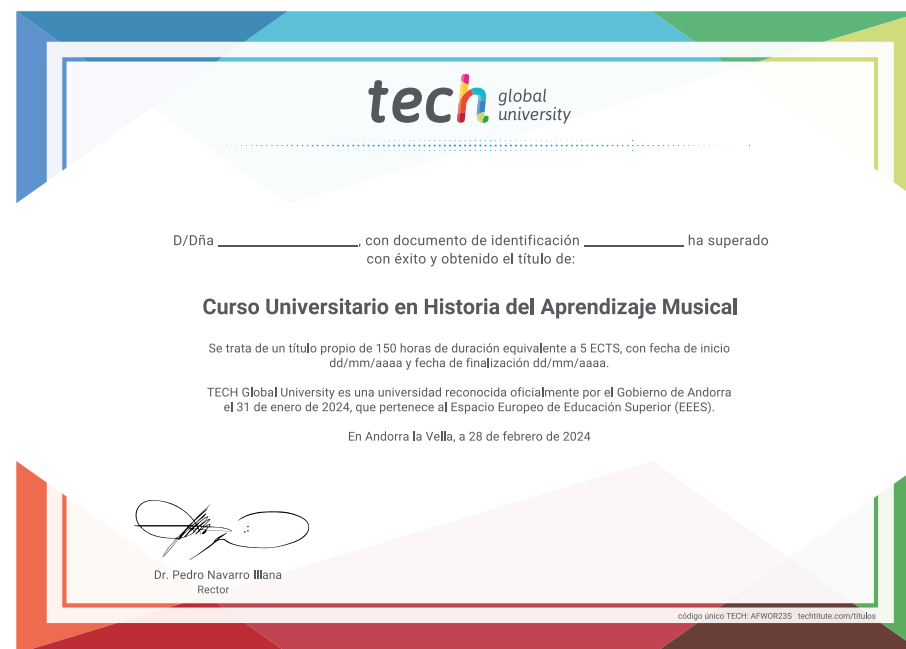 tech global university
D/Dña ____________________, con documento de identificación ______________ ha superado
con éxito y obtenido el título de:
Curso Universitario en Historia del Aprendizaje Musical
Se trata de un título propio de 150 horas de duración equivalente a 5 ECTS, con fecha de inicio
dd/mm/aaaa y fecha de finalización dd/mm/aaaa.
TECH Global University es una universidad reconocida oficialmente por el Gobierno de Andorra
el 31 de enero de 2024, que pertenece al Espacio Europeo de Educación Superior (EEES).
En Andorra la Vella, a 28 de febrero de 2024
Dr. Pedro Navarro Illana
Rector
código único TECH: AFWOR23S techtitute.com/titulos